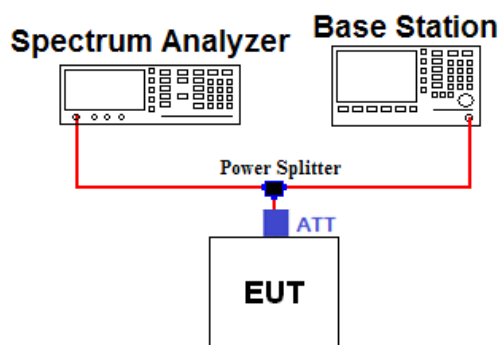 Spectrum Analyzer
Base Station
Power Splitter
ATT
EUT